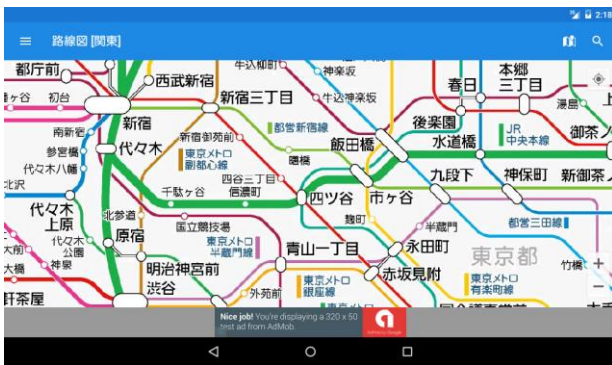 2:18
路線図 [関東]
都庁前
西武新宿
牛込柳町
神楽坂
春日
本郷
三丁目
湯島
初台
新宿
新宿三丁目
牛込神楽坂
後楽園
南新宿
新宿御苑前
都営新宿線
飯田橋
水道橋
JR
中央本線
御茶ノ
参宮橋
代々木
東京メトロ
副都心線
曙橋
代々木八幡
四谷三丁目
九段下
神保町
新御茶
北沢
千駄ヶ谷
信濃町
四ツ谷
市ヶ谷
代々木
上原
北参道
国立競技場
麹町
半蔵門
都営三田線
代々木
公園
原宿
東京メトロ
半蔵門線
青山一丁目
永田町
東京都
竹橋
神泉
明治神宮前
渋谷
外苑前
東京メトロ
銀座線
赤坂見附
東京メトロ
有楽町線
軒茶屋
Nice job! You're displaying a 320 x 50
test ad from AdMob.